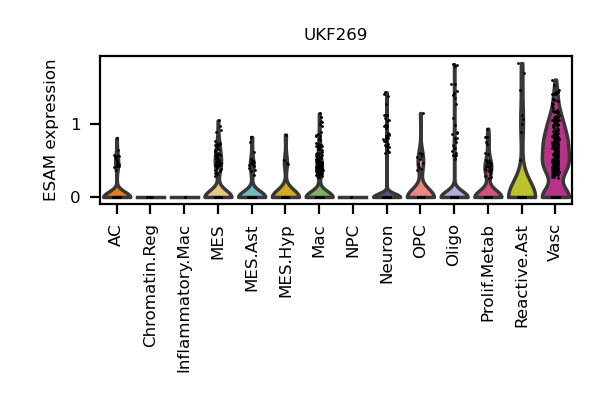 UKF269
ESAM expression
1
0
AC
Chromatin.Reg
Inflammatory.Mac
MES
MES.Ast
MES.Hyp
Mac
NPC
Neuron
OPC
Oligo
Prolif.Metab
Reactive.Ast
Vasc